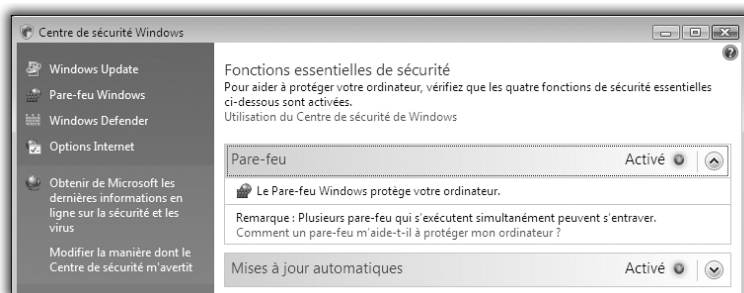 Centre de sécurité Windows
Windows Update
Pare-feu Windows
Windows Defender
Options Internet
Obtenir de Microsoft les
dernières informations en
ligne sur la sécurité et les
virus
Modifier la manière dont le
Centre de sécurité m'avertit
Fonctions essentielles de sécurité
Pour aider à protéger votre ordinateur, vérifiez que les quatre fonctions de sécurité essentielles
ci-dessous sont activées.
Utilisation du Centre de sécurité de Windows
Pare-feu Activé
Le Pare-feu Windows protège votre ordinateur.
Remarque : Plusieurs pare-feu qui s'exécutent simultanément peuvent s'entraver.
Comment un pare-feu m'aide-t-il à protéger mon ordinateur ?
Mises à jour automatiques Activé